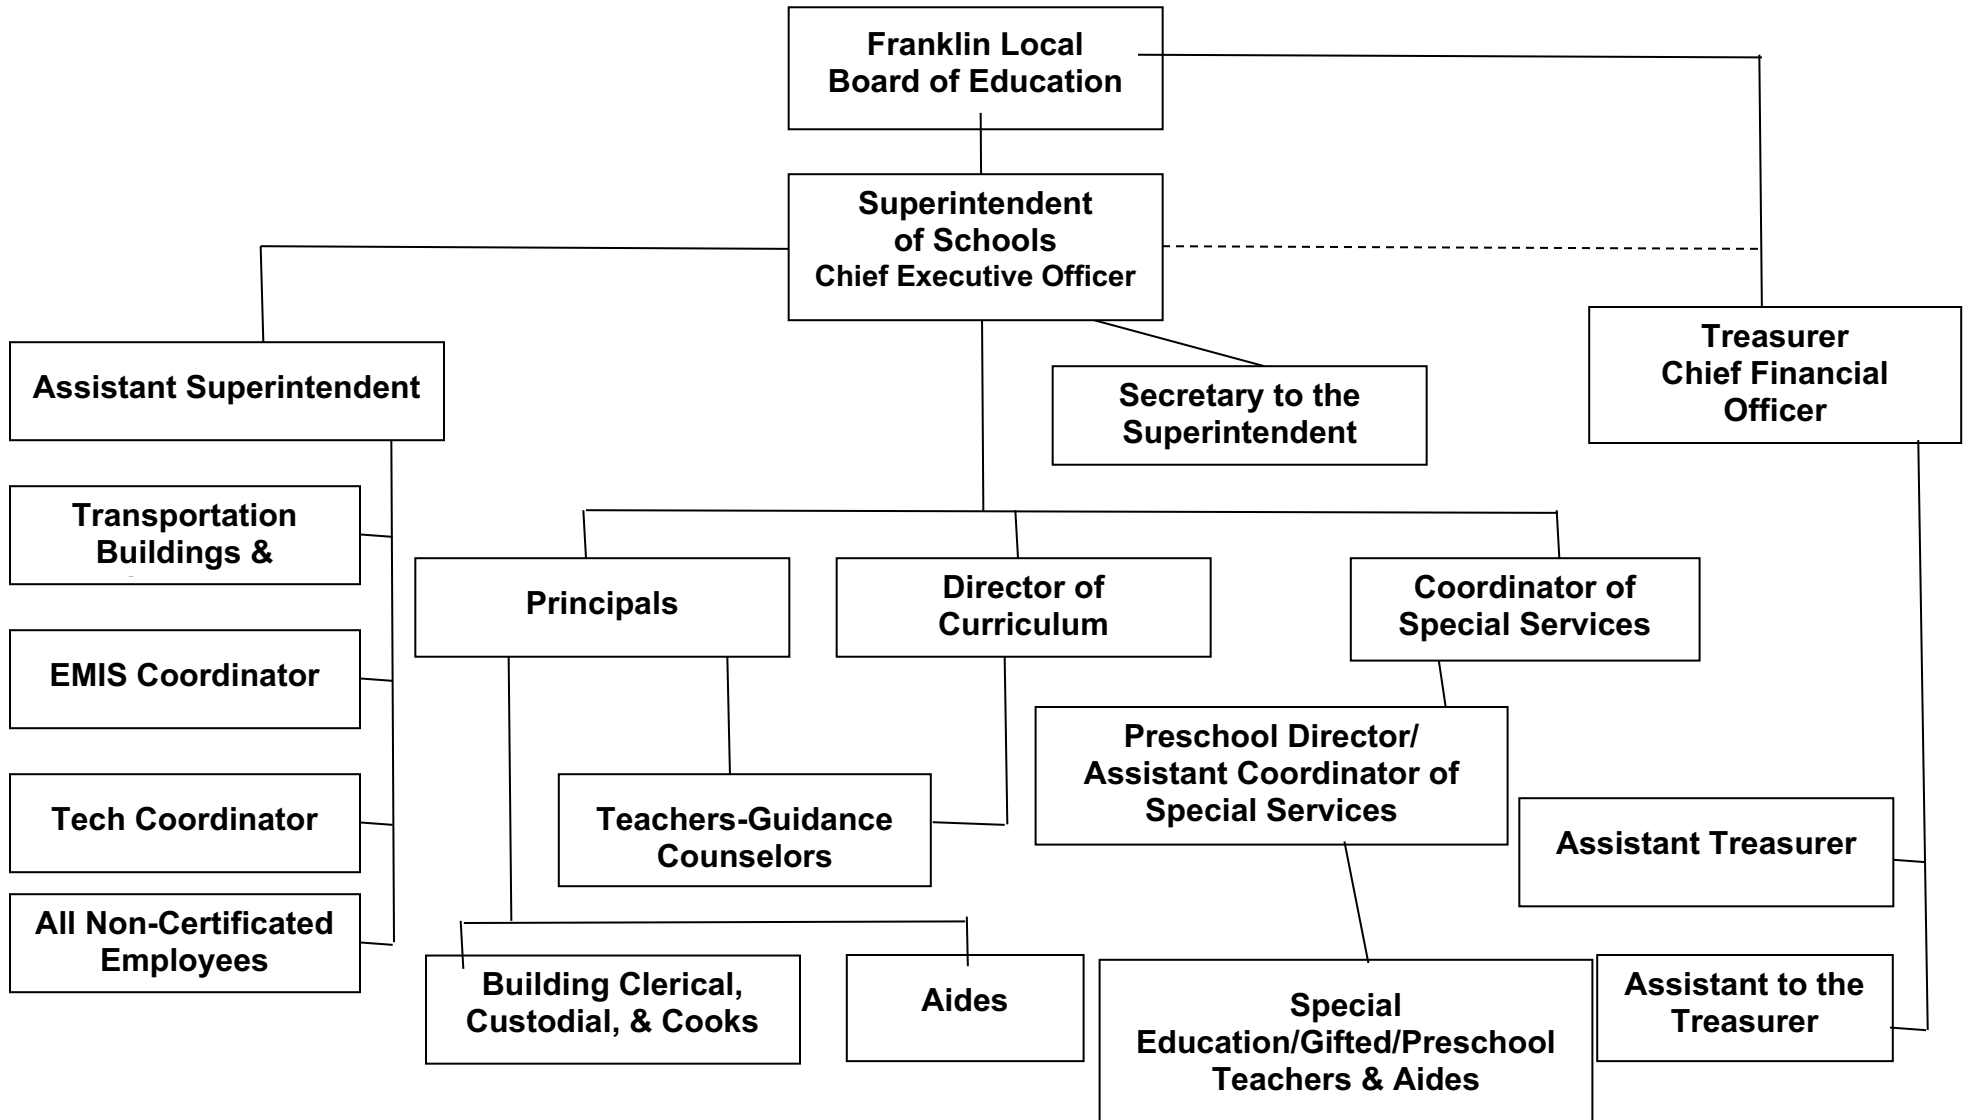 Franklin Local
Board of Education
Superintendent
of Schools
Chief Executive Officer
Treasurer
Chief Financial
Officer
Assistant Superintendent
Secretary to the
Superintendent
Transportation
Buildings &
Principals
Director of
Curriculum
Coordinator of
Special Services
EMIS Coordinator
Preschool Director/
Assistant Coordinator of
Special Services
Tech Coordinator
Teachers-Guidance
Counselors
Assistant Treasurer
All Non-Certificated
Employees
Building Clerical,
Custodial, & Cooks
Aides
Special
Education/Gifted/Preschool
Teachers & Aides
Assistant to the
Treasurer